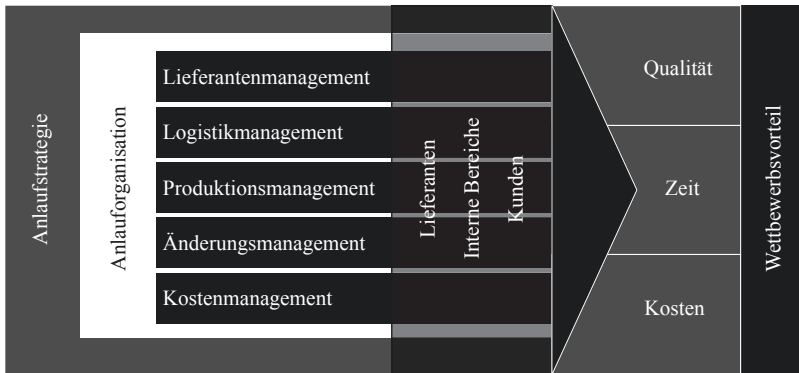 Anlaufstrategie
Anlauforganisation
Lieferantenmanagement
Logistikmanagement
Produktionsmanagement
Änderungsmanagement
Kostenmanagement
Lieferanten
Interne Bereiche
Kunden
Qualität
Zeit
Kosten
Wettbewerbsvorteil